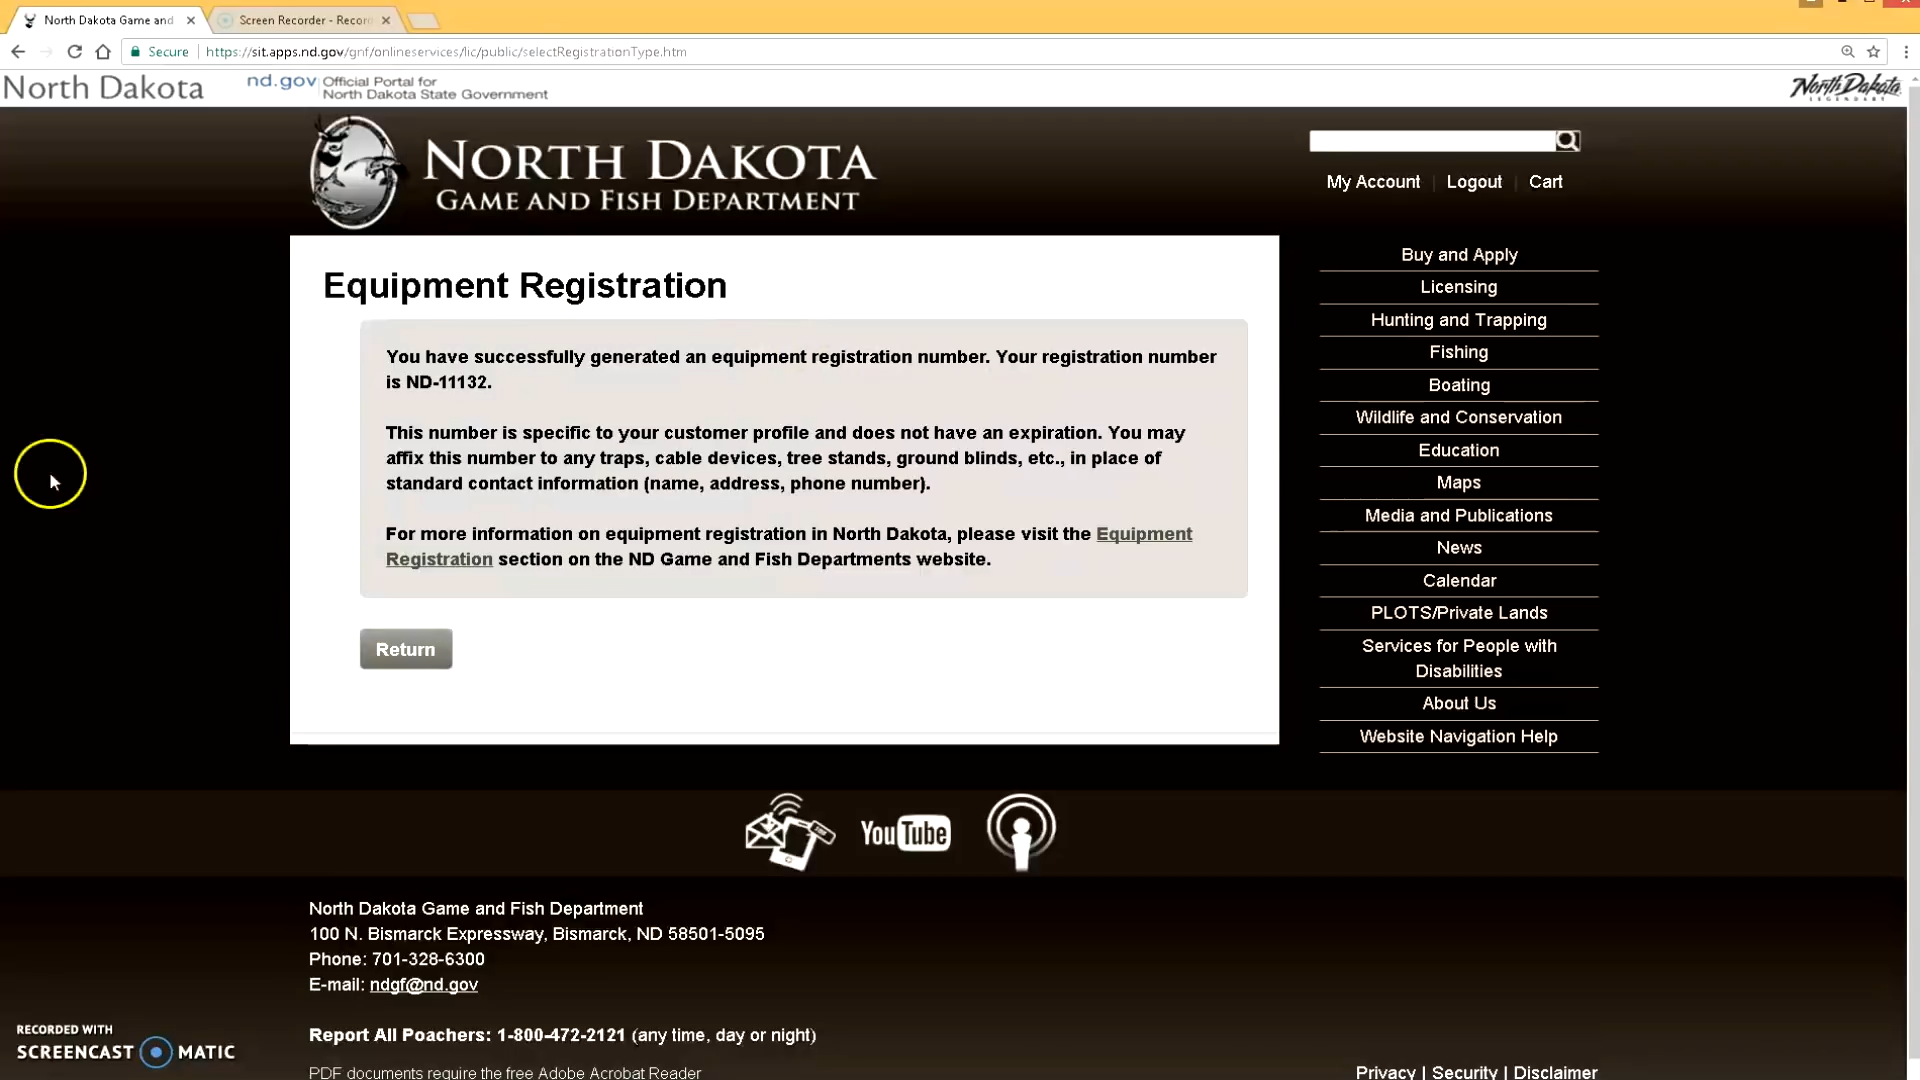 North Dakota Game and
Screen Recorder - Record
Secure
https://sit.apps.nd.gov/gnf/onlineservices/lic/public/selectRegistrationType.htm
North Dakota
nd.gov
Official Portal for
North Dakota State Government
North Dakota
LEGENDARY
NORTH DAKOTA
GAME AND FISH DEPARTMENT
My Account
Logout
Cart
Equipment Registration
You have successfully generated an equipment registration number. Your registration number
is ND-11132.
This number is specific to your customer profile and does not have an expiration. You may
affix this number to any traps, cable devices, tree stands, ground blinds, etc., in place of
standard contact information (name, address, phone number).
For more information on equipment registration in North Dakota, please visit the Equipment
Registration section on the ND Game and Fish Departments website.
Return
Buy and Apply
Licensing
Hunting and Trapping
Fishing
Boating
Wildlife and Conservation
Education
Maps
Media and Publications
News
Calendar
PLOTS/Private Lands
Services for People with
Disabilities
About Us
Website Navigation Help
YouTube
North Dakota Game and Fish Department
100 N. Bismarck Expressway, Bismarck, ND 58501-5095
Phone: 701-328-6300
E-mail: ndgf@nd.gov
Report All Poachers: 1-800-472-2121 (any time, day or night)
PDF documents require the free Adobe Acrobat Reader
Privacy | Security | Disclaimer
RECORDED WITH
SCREENCAST MATIC